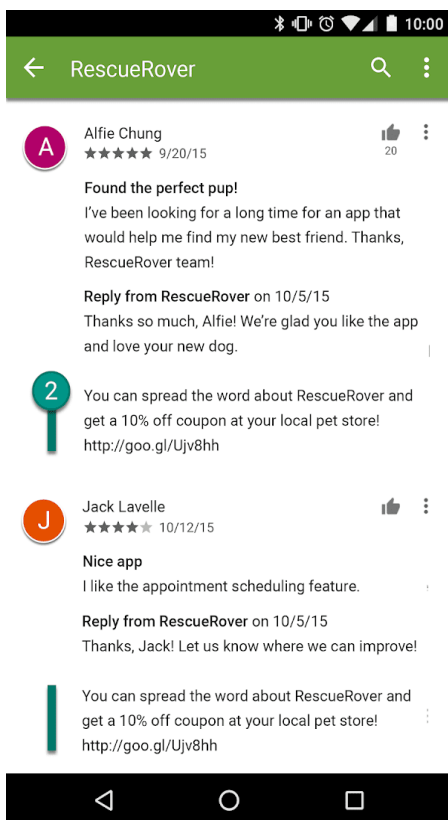 10:00
RescueRover
A
Alfie Chung
9/20/15
20
Found the perfect pup!
I've been looking for a long time for an app that
would help me find my new best friend. Thanks,
RescueRover team!
Reply from RescueRover on 10/5/15
Thanks so much, Alfie! We're glad you like the app
and love your new dog.
2
You can spread the word about RescueRover and
get a 10% off coupon at your local pet store!
http://goo.gl/Ujv8hh
J
Jack Lavelle
10/12/15
Nice app
I like the appointment scheduling feature.
Reply from RescueRover on 10/5/15
Thanks, Jack! Let us know where we can improve!
You can spread the word about RescueRover and
get a 10% off coupon at your local pet store!
http://goo.gl/Ujv8hh